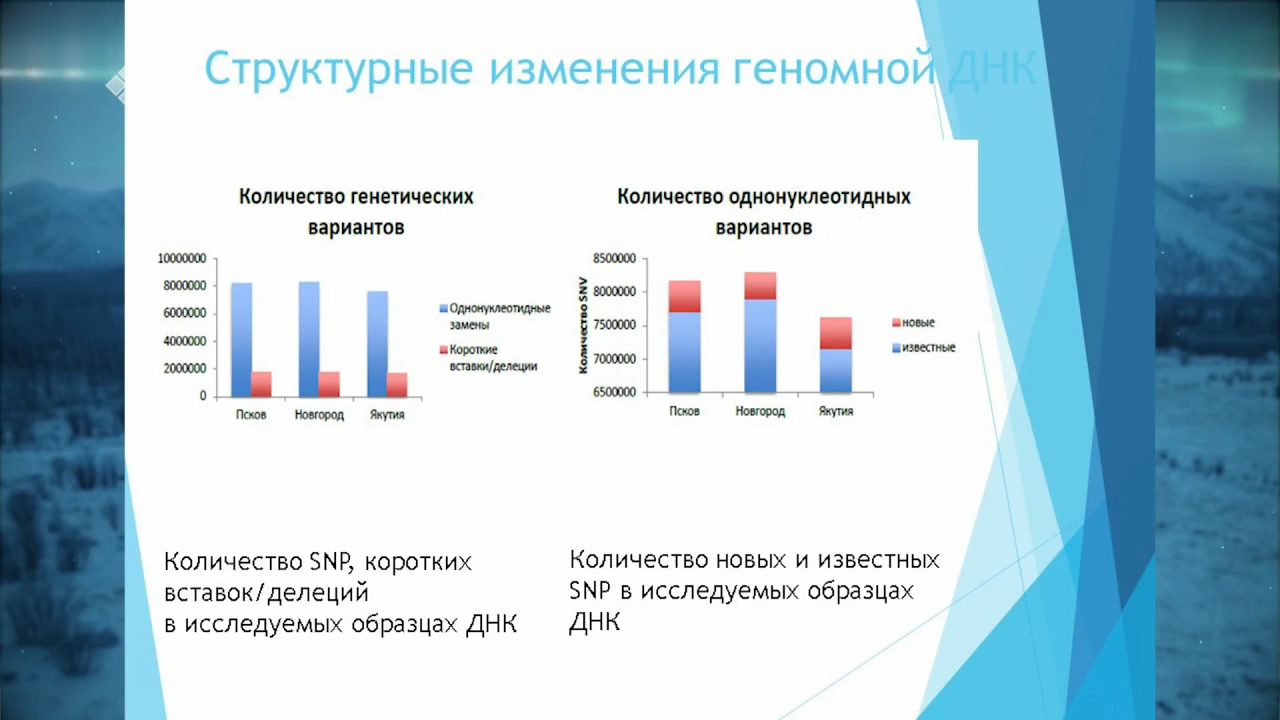 Структурные изменения геномной ДНК
Количество генетических
вариантов
10000000
8000000
6000000
4000000
2000000
0
Псков
Новгород
Якутия
Однонуклеотидные
замены
Короткие
вставки/делеции
Количество однонуклеотидных
вариантов
Количество SNV
8500000
8000000
7500000
7000000
6500000
Псков
Новгород
Якутия
новые
известные
Количество SNP, коротких
вставок/делеций
в исследуемых образцах ДНК
Количество новых и известных
SNP в исследуемых образцах
ДНК